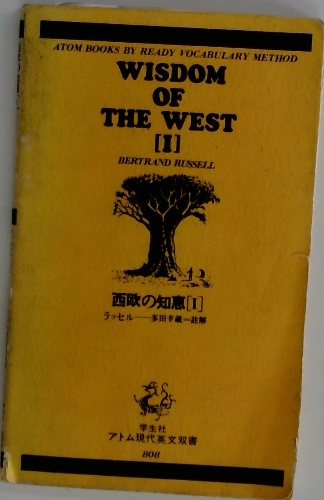 ATOM BOOKS BY READY VOCABULARY METHOD
WISDOM
OF
THE WEST
[I]
BERTRAND RUSSELL
西欧の知恵[I]
ラッセル——多田幸蔵—註解
学生社
アトム現代英文双書
808